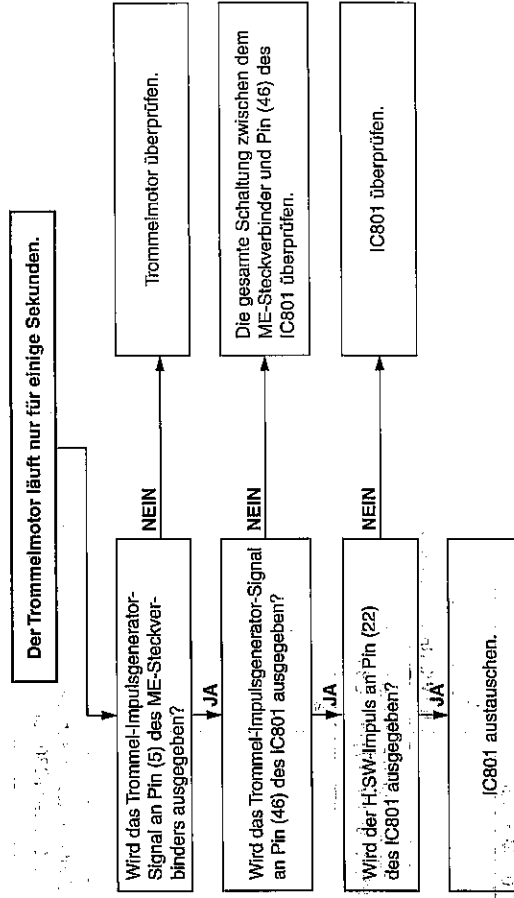 Der Trommelmotor läuft nur für einige Sekunden.
Wird das Trommel-Impulsgenerator-
Signal an Pin (5) des ME-Steckver-
binders ausgegeben?
NEIN
Trommelmotor überprüfen.
JA
Wird das Trommel-Impulsgenerator-Signal
an Pin (46) des IC801 ausgegeben?
NEIN
Die gesamte Schaltung zwischen dem
ME-Steckverbinder und Pin (46) des
IC801 überprüfen.
JA
Wird der H.SW-Impuls an Pin (22)
des IC801 ausgegeben?
NEIN
IC801 überprüfen.
JA
IC801 austauschen.